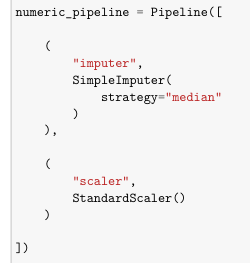 numeric_pipeline = Pipeline([
    (
        "imputer",
        SimpleImputer(
            strategy="median"
        )
    ),
    (
        "scaler",
        StandardScaler()
    )
])